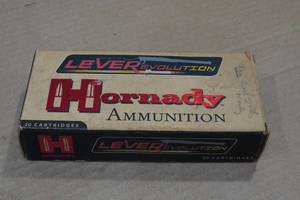 LEVERevolution
Hornady
AMMUNITION
20 CARTRIDGES
LEVERevolution
20 CARTRIDGES